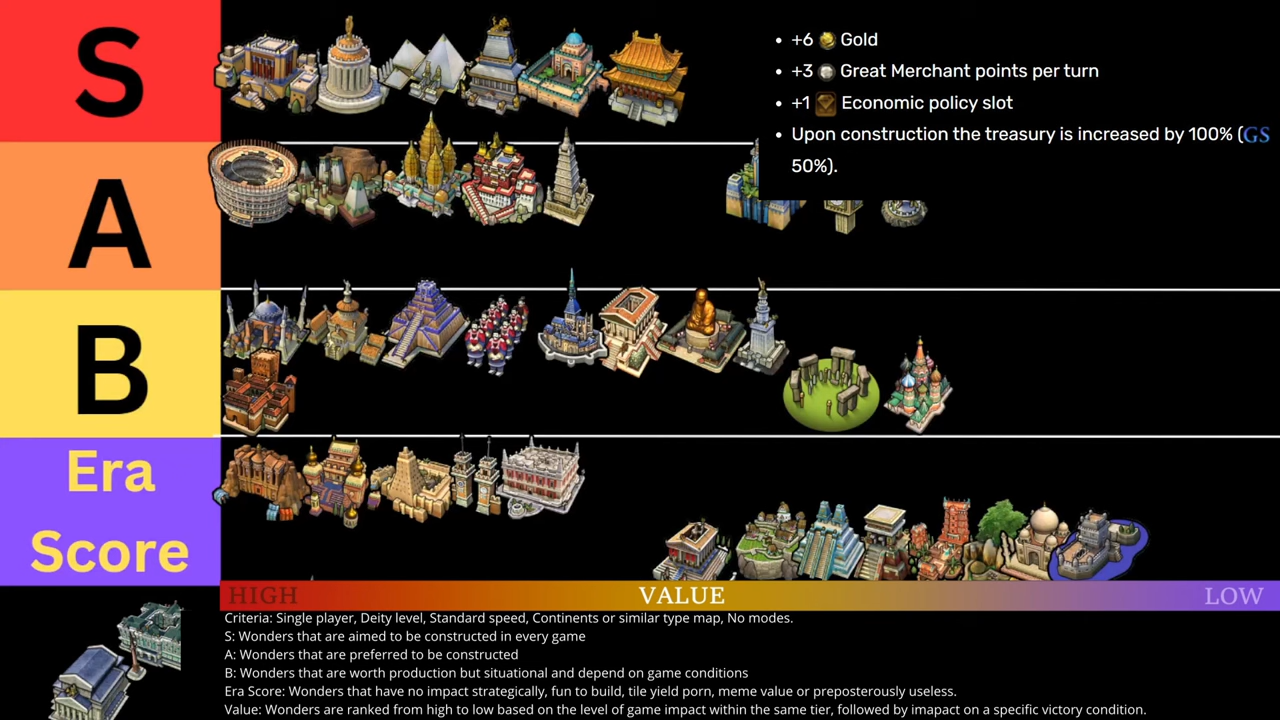 S
+6 Gold
+3 Great Merchant points per turn
+1 Economic policy slot
Upon construction the treasury is increased by 100% (GS
50%).
A
B
Era
Score
HIGH VALUE LOW
Criteria: Single player, Deity level, Standard speed, Continents or similar type map, No modes.
S: Wonders that are aimed to be constructed in every game
A: Wonders that are preferred to be constructed
B: Wonders that are worth production but situational and depend on game conditions
Era Score: Wonders that have no impact strategically, fun to build, tile yield porn, meme value or preposterously useless.
Value: Wonders are ranked from high to low based on the level of game impact within the same tier, followed by imapact on a specific victory condition.